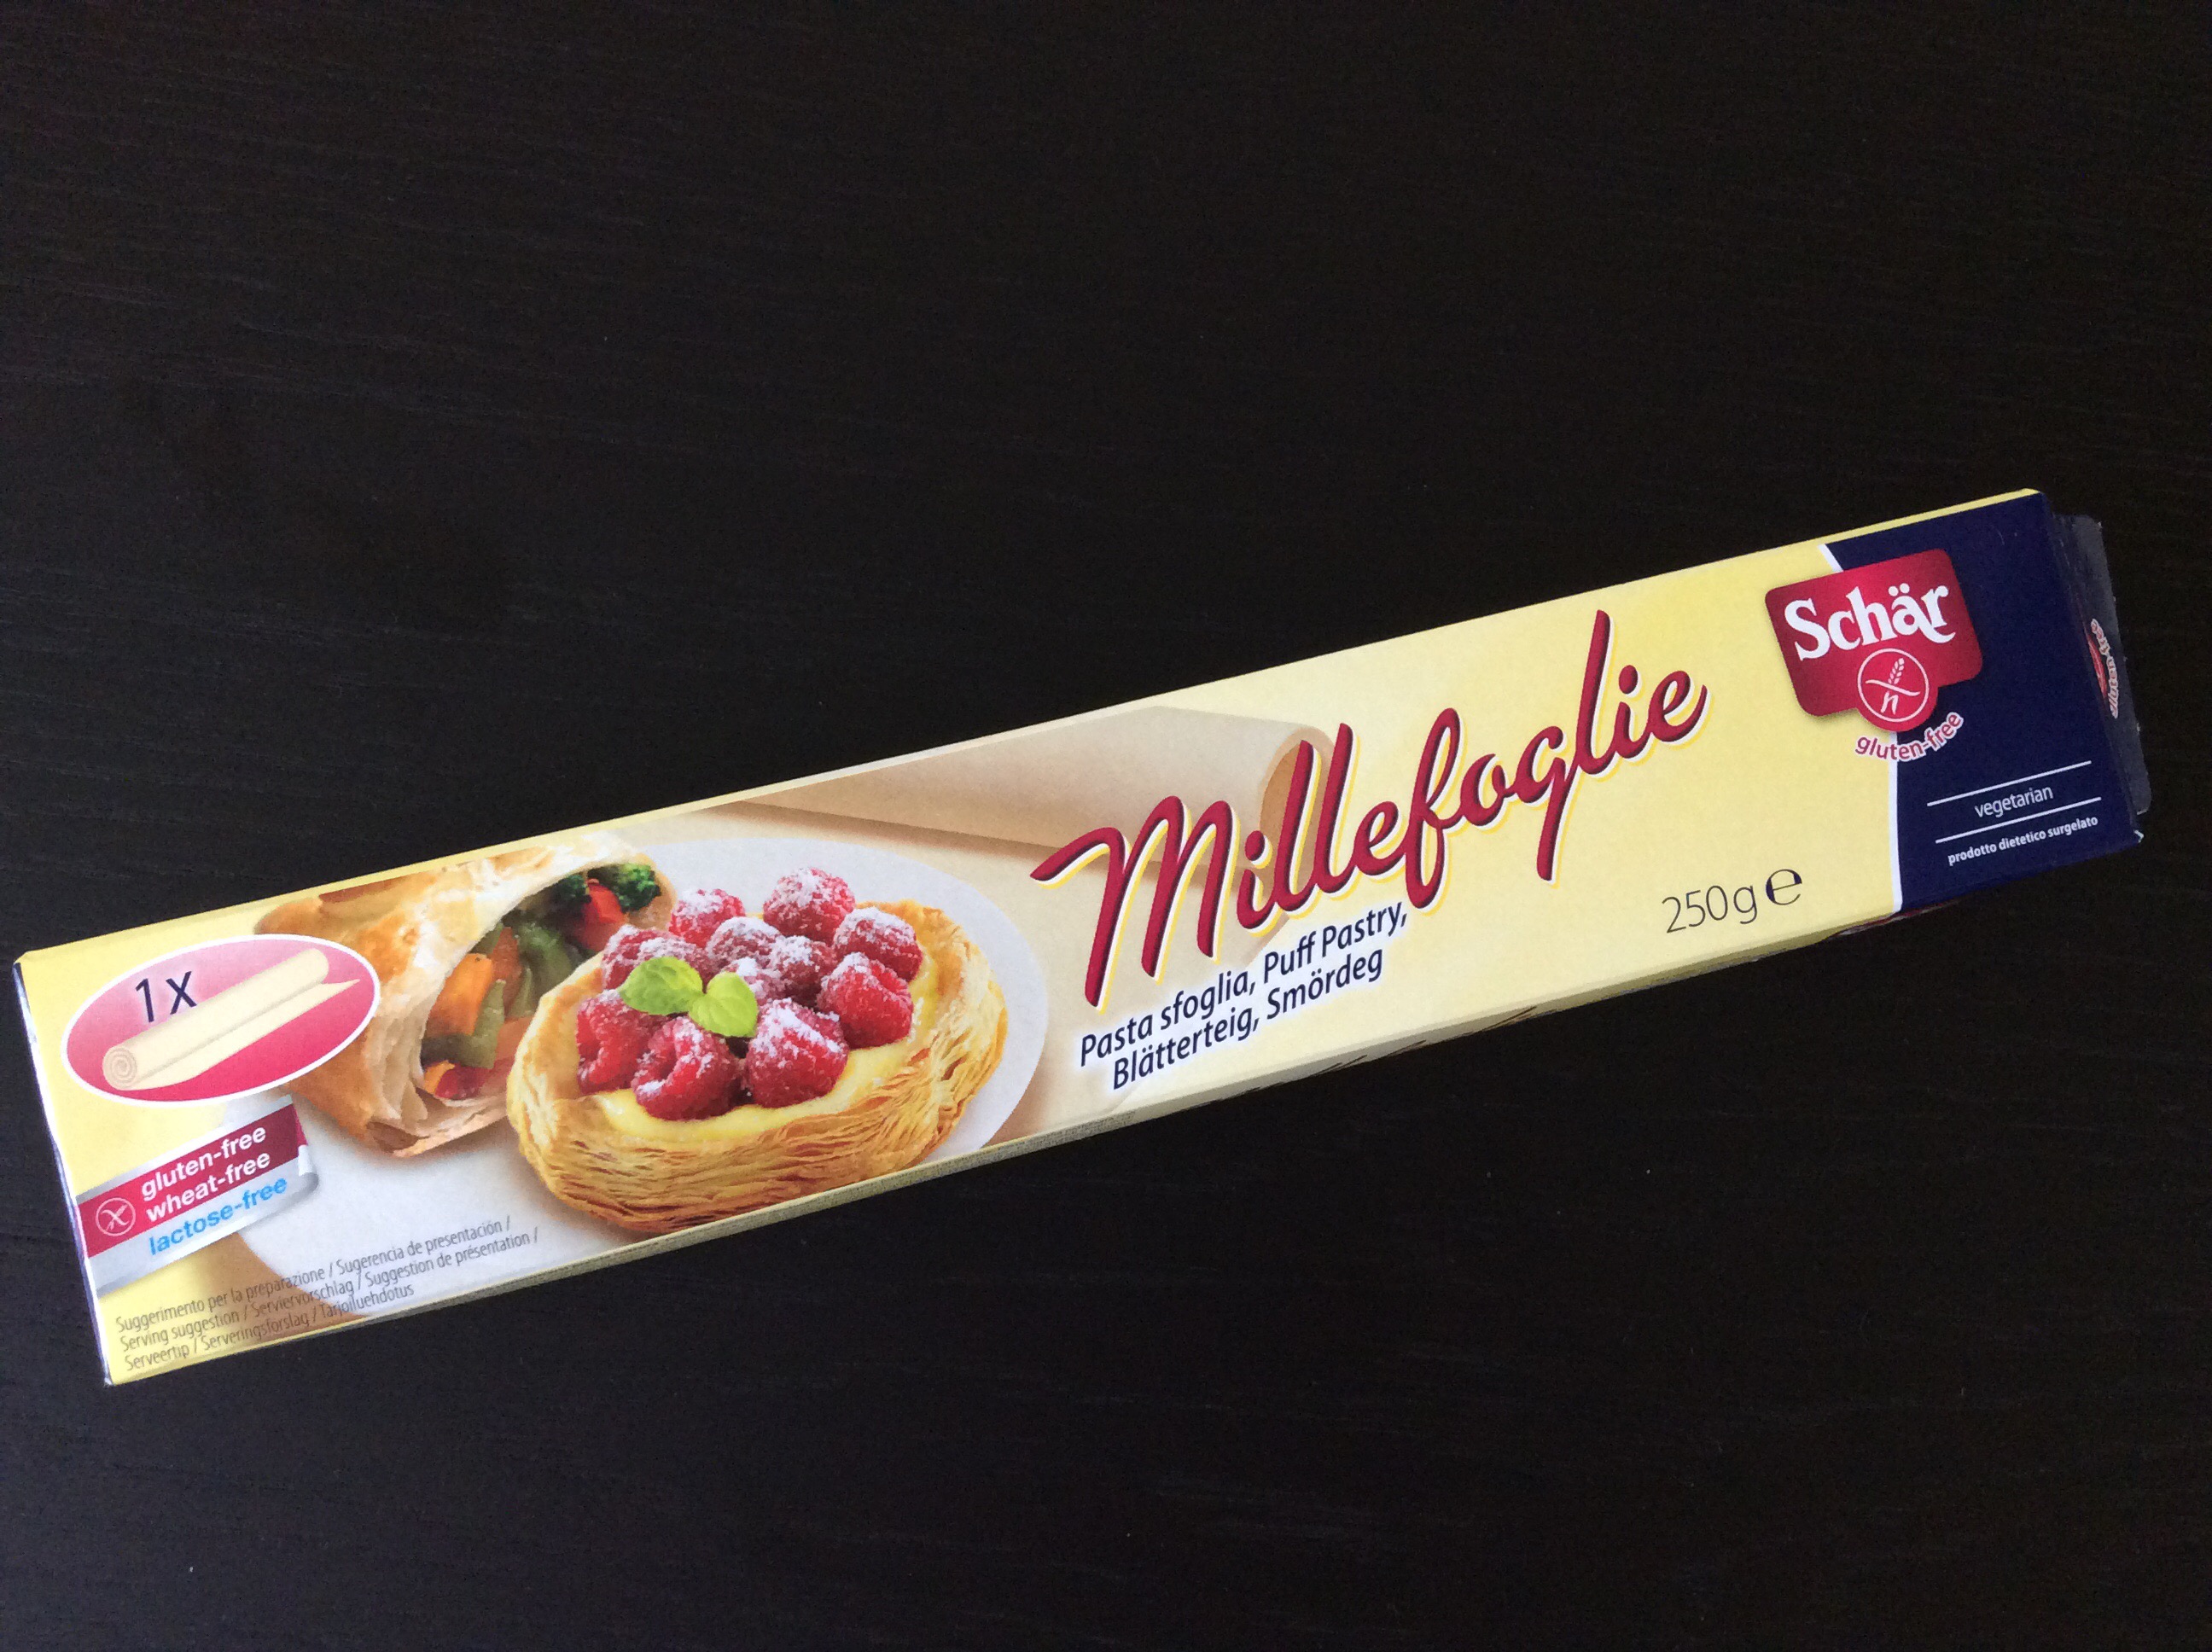 Schär
gluten-free
vegetarian
prodotto dietetico surgelato
Millefoglie
Pasta sfoglia, Puff Pastry,
Blätterteig, Smördeg
250g e
1x
gluten-free
wheat-free
lactose-free
Suggerimento per la preparazione / Sugerencia de presentación /
Serving suggestion / Serviervorschlag / Suggestion de présentation /
Serveertip / Serveringsforslag / Tarjoiluehdotus
gluten-free